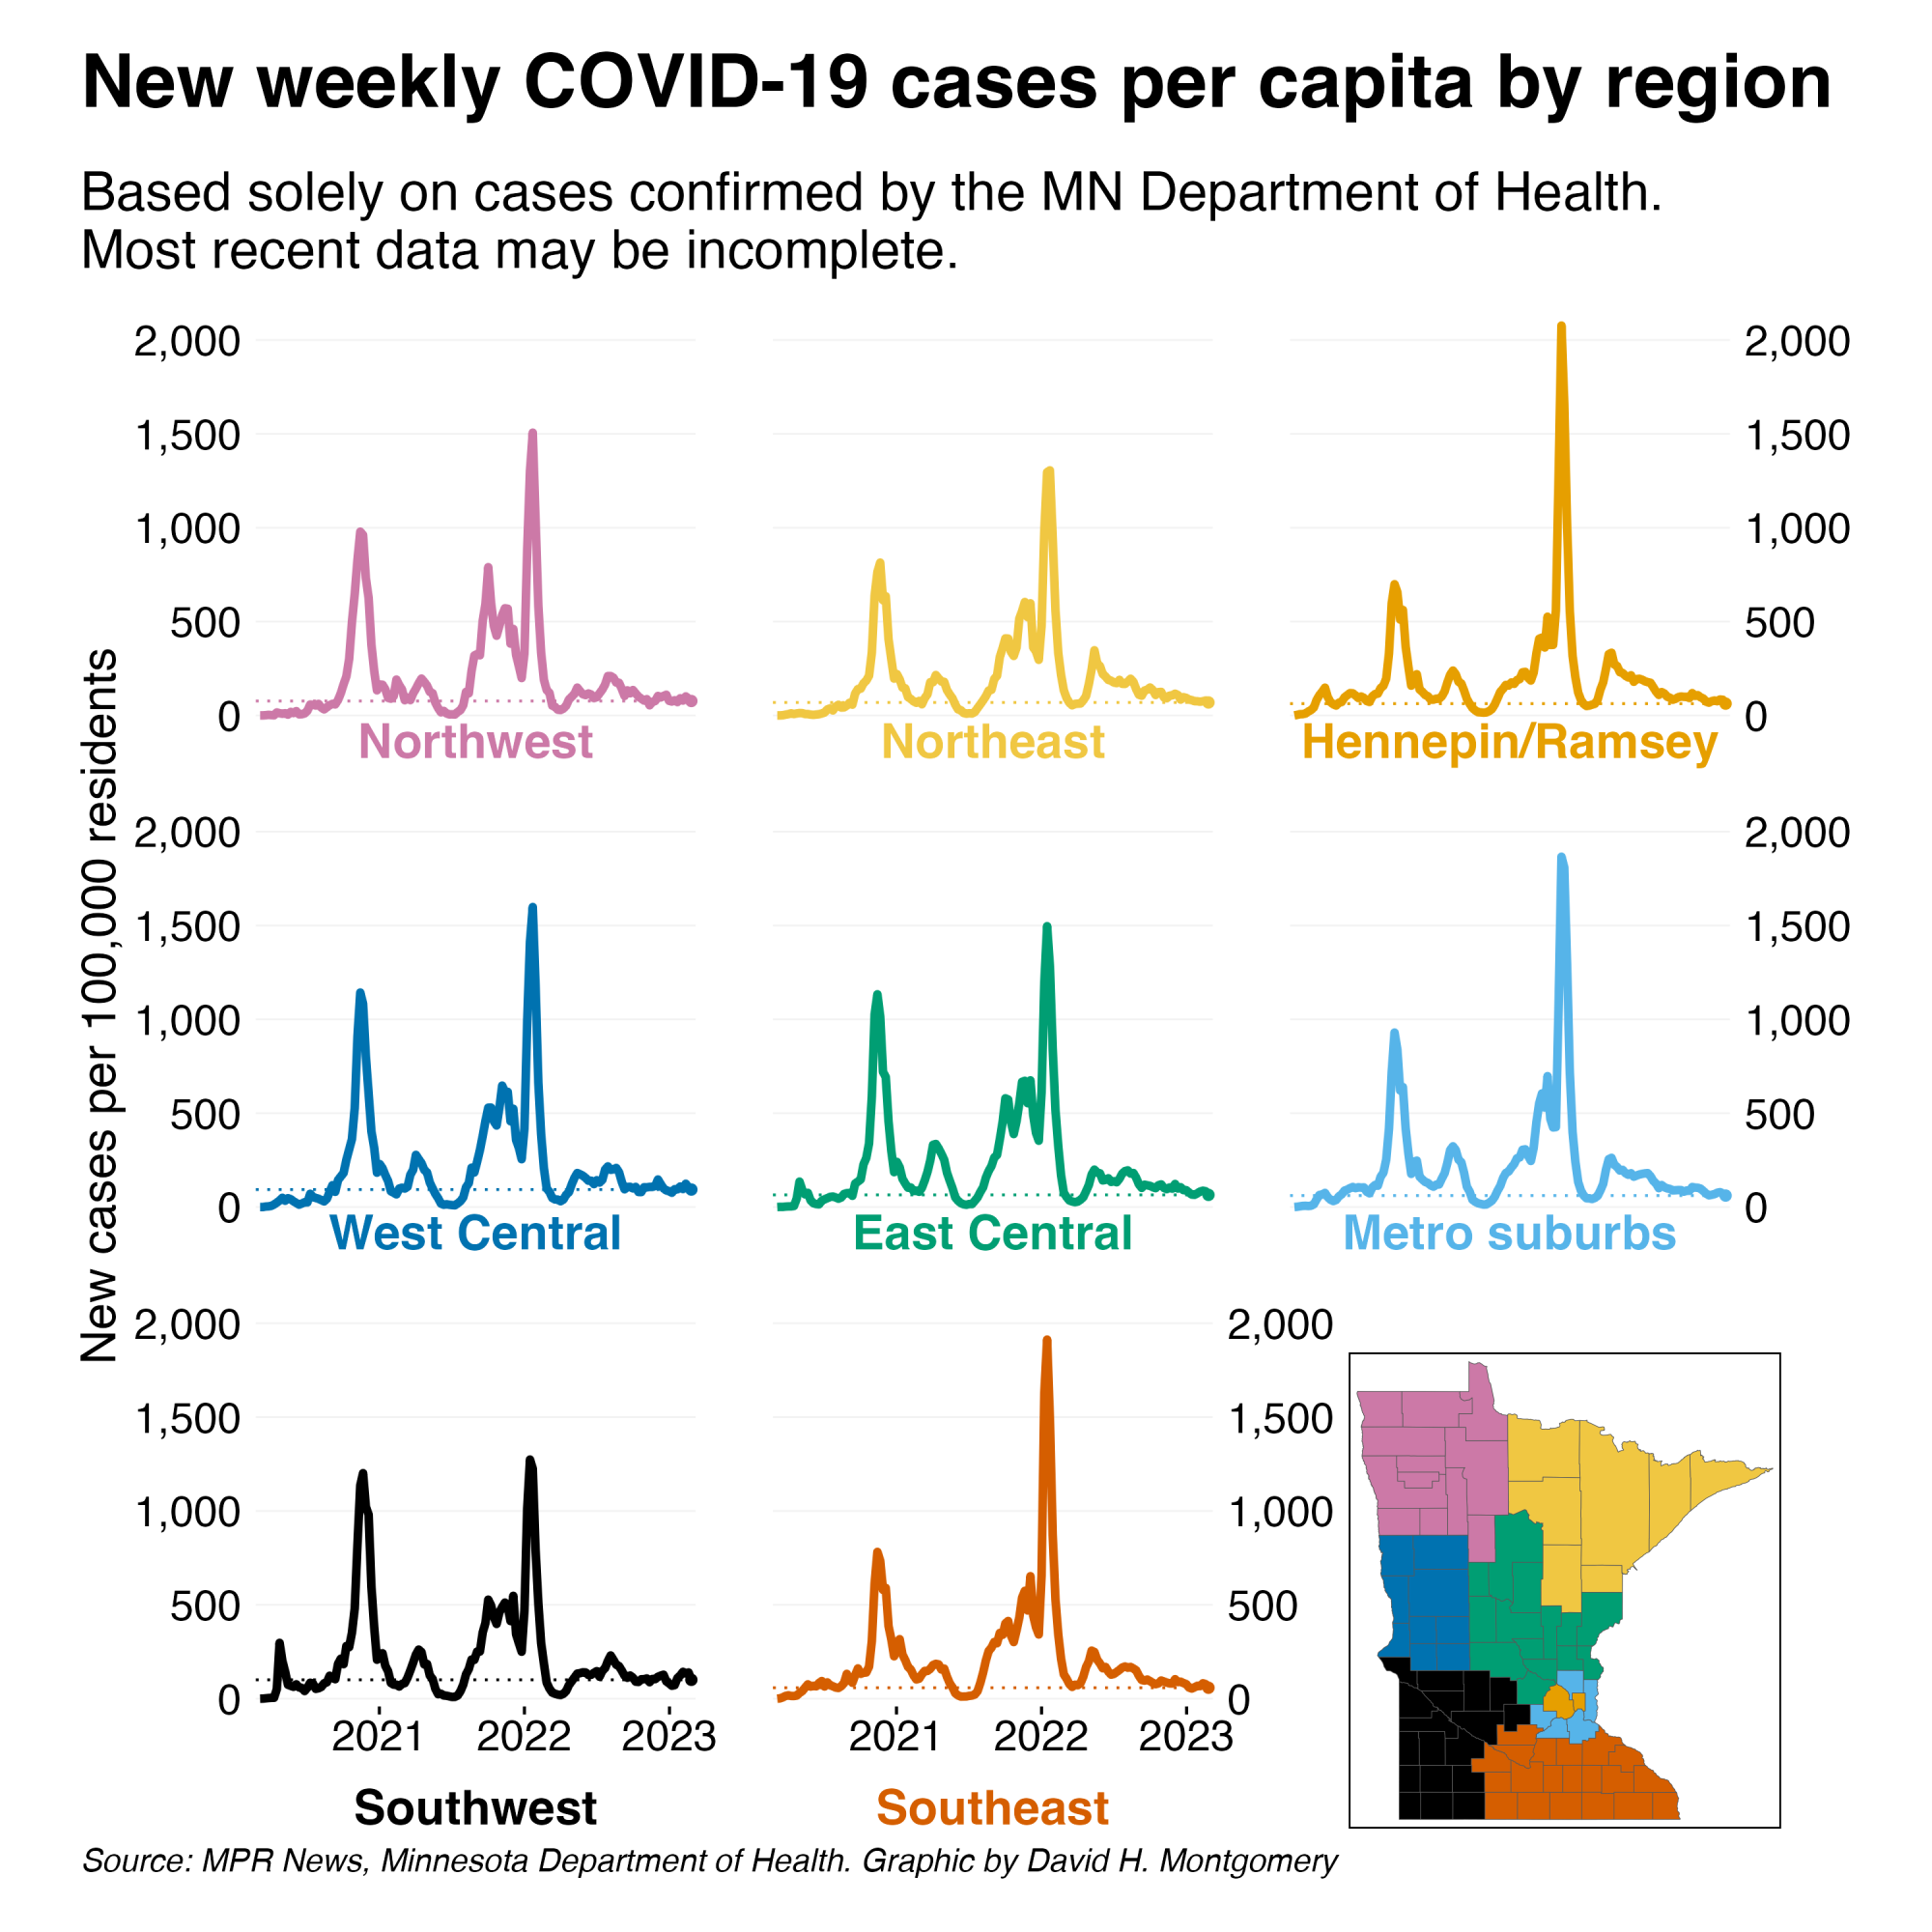 New weekly COVID-19 cases per capita by region
Based solely on cases confirmed by the MN Department of Health.
Most recent data may be incomplete.
New cases per 100,000 residents
2,000
1,500
1,000
500
0
2,000
1,500
1,000
500
0
Northwest
Northeast
Hennepin/Ramsey
2,000
1,500
1,000
500
0
2,000
1,500
1,000
500
0
West Central
East Central
Metro suburbs
2,000
1,500
1,000
500
0
2,000
1,500
1,000
500
0
2021 2022 2023
2021 2022 2023
Southwest
Southeast
Source: MPR News, Minnesota Department of Health. Graphic by David H. Montgomery